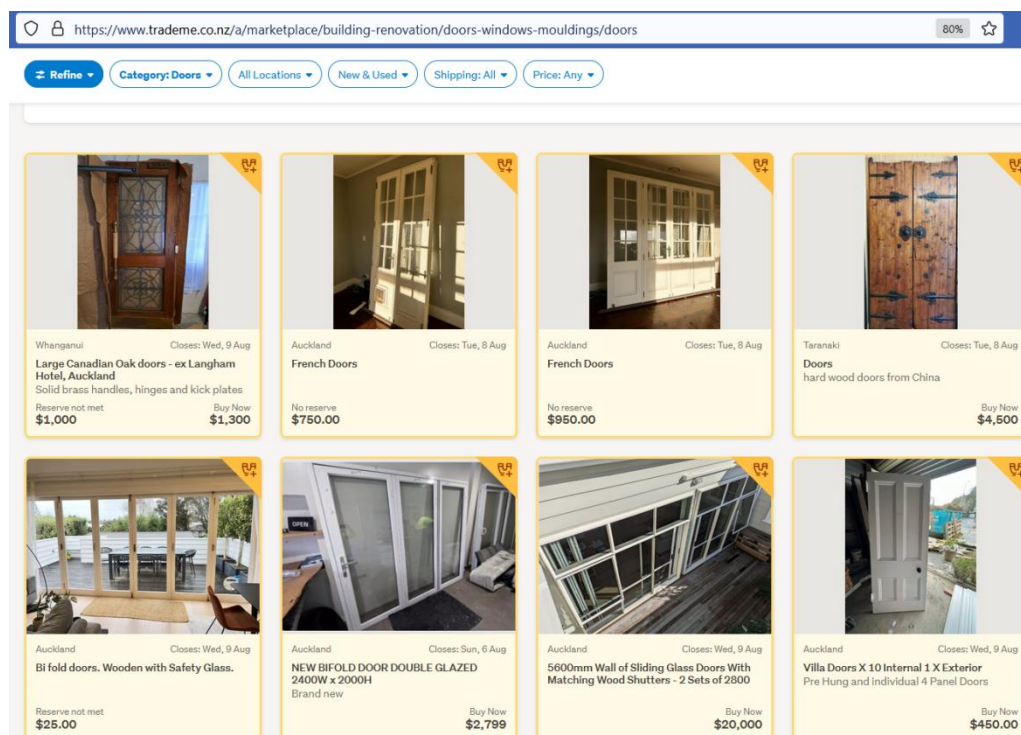 https://www.trademe.co.nz/a/marketplace/building-renovation/doors-windows-mouldings/doors
80%
Refine
Category: Doors
All Locations
New & Used
Shipping: All
Price: Any
Whanganui Closes: Wed, 9 Aug
Large Canadian Oak doors - ex Langham
Hotel, Auckland
Solid brass handles, hinges and kick plates
Reserve not met Buy Now
$1,000 $1,300
Auckland Closes: Tue, 8 Aug
French Doors
No reserve
$750.00
Auckland Closes: Tue, 8 Aug
French Doors
No reserve
$950.00
Taranaki Closes: Tue, 8 Aug
Doors
hard wood doors from China
Buy Now
$4,500
Auckland Closes: Wed, 9 Aug
Bi fold doors. Wooden with Safety Glass.
Reserve not met
$25.00
OPEN
Auckland Closes: Sun, 6 Aug
NEW BIFOLD DOOR DOUBLE GLAZED
2400W x 2000H
Brand new
Buy Now
$2,799
Auckland Closes: Wed, 9 Aug
5600mm Wall of Sliding Glass Doors With
Matching Wood Shutters - 2 Sets of 2800
Buy Now
$20,000
Auckland Closes: Wed, 9 Aug
Villa Doors X 10 Internal 1 X Exterior
Pre Hung and individual 4 Panel Doors
Buy Now
$450.00